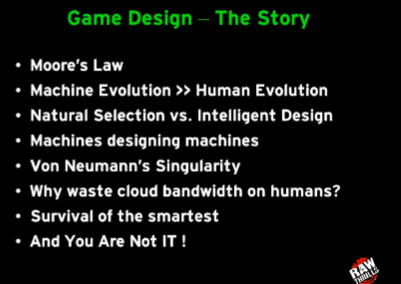 Game Design – The Story
• Moore's Law
• Machine Evolution >> Human Evolution
• Natural Selection vs. Intelligent Design
• Machines designing machines
• Von Neumann's Singularity
• Why waste cloud bandwidth on humans?
• Survival of the smartest
• And You Are Not IT !
RAW
THRILLS